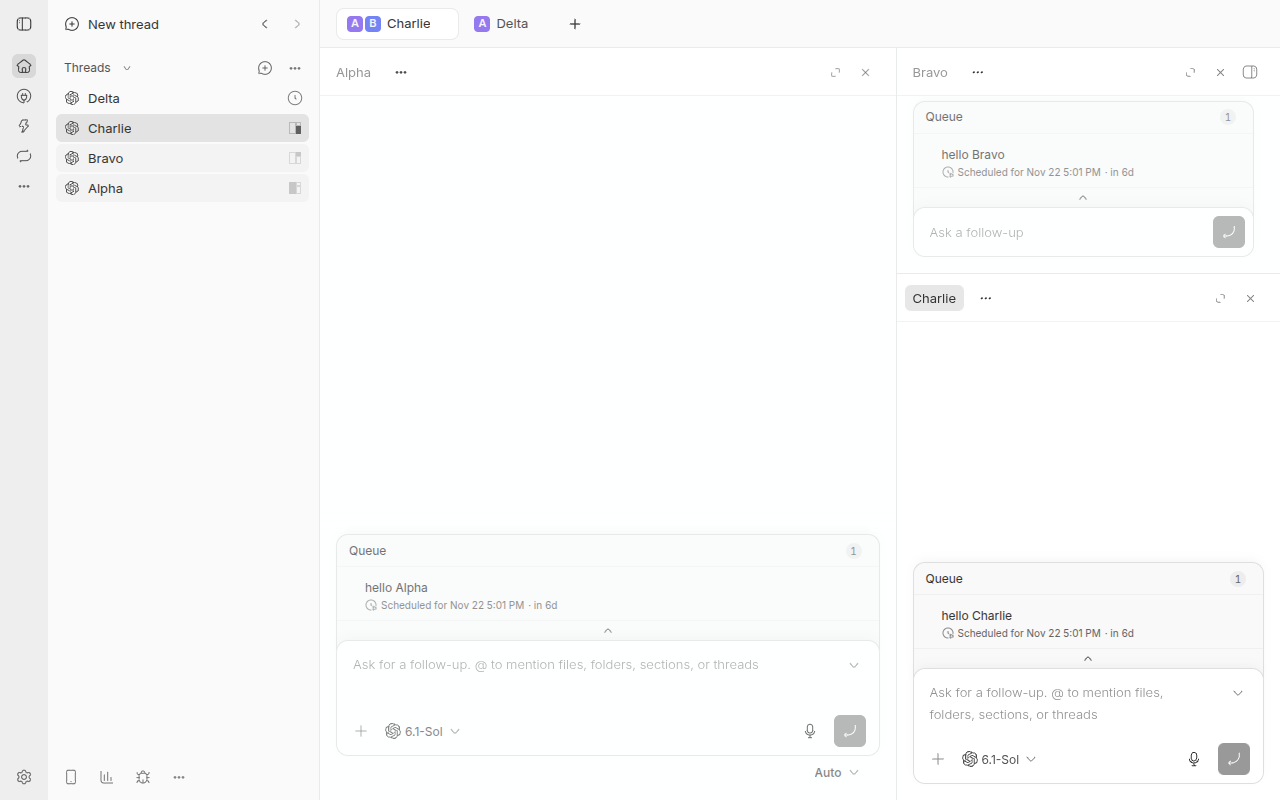 New thread
Threads
Delta
Charlie
Bravo
Alpha
A B Charlie
A Delta
Alpha
Queue 1
hello Alpha
Scheduled for Nov 22 5:01 PM · in 6d
Ask for a follow-up. @ to mention files, folders, sections, or threads
6.1-Sol
Auto
Bravo
Queue 1
hello Bravo
Scheduled for Nov 22 5:01 PM · in 6d
Ask a follow-up
Charlie
Queue 1
hello Charlie
Scheduled for Nov 22 5:01 PM · in 6d
Ask for a follow-up. @ to mention files,
folders, sections, or threads
6.1-Sol